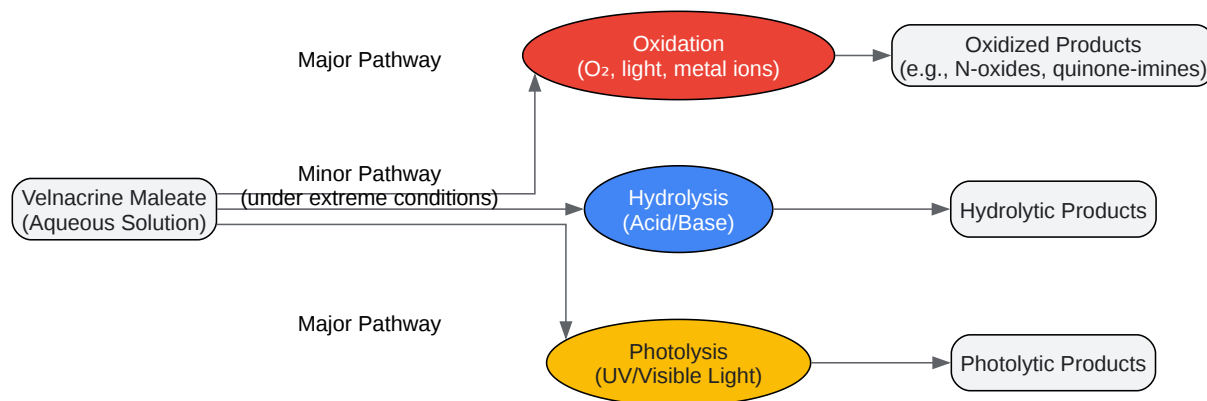 Major Pathway
Oxidation
(O₂, light, metal ions)
Oxidized Products
(e.g., N-oxides, quinone-imines)
Velnacrine Maleate
(Aqueous Solution)
Minor Pathway
(under extreme conditions)
Hydrolysis
(Acid/Base)
Hydrolytic Products
Major Pathway
Photolysis
(UV/Visible Light)
Photolytic Products